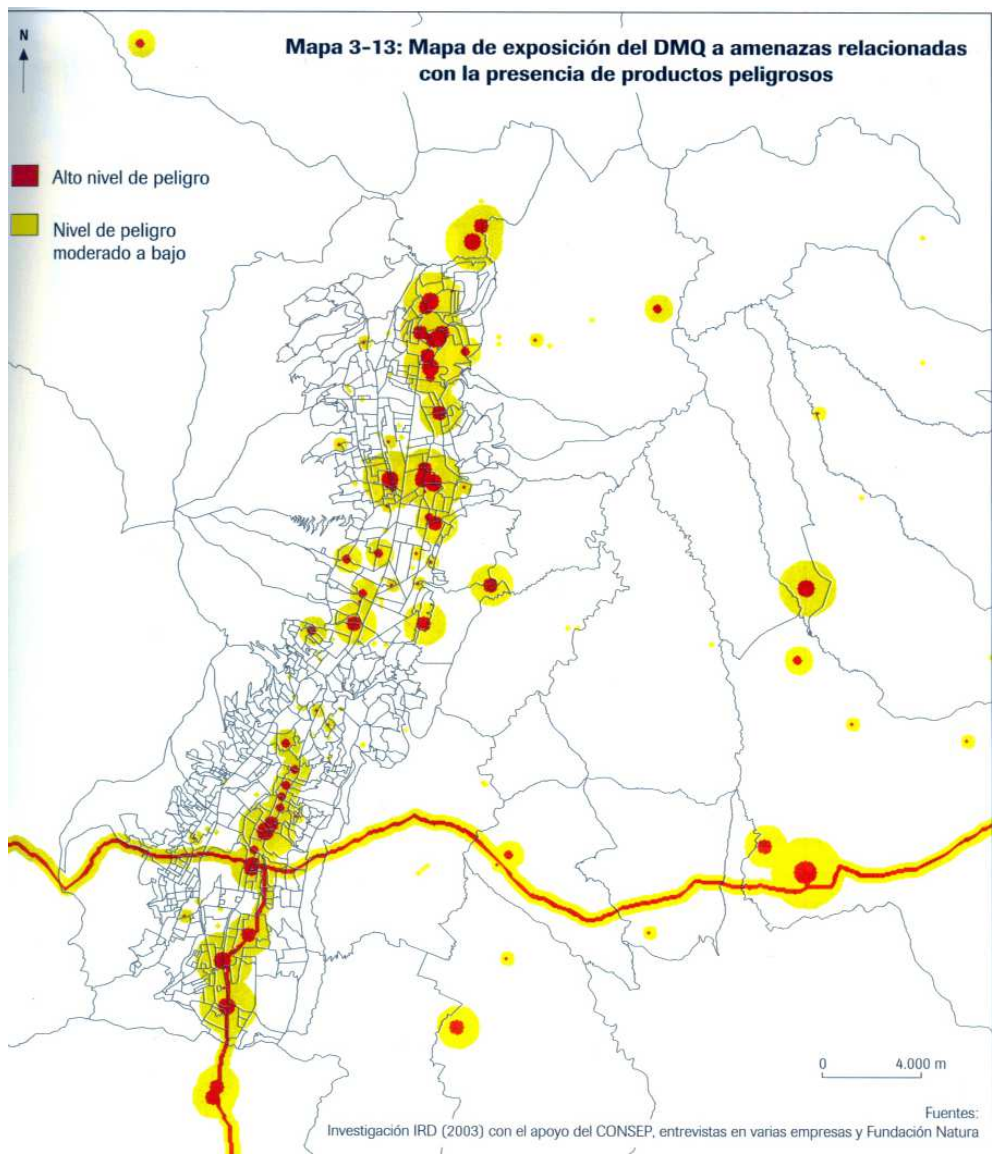 N
Mapa 3-13: Mapa de exposición del DMQ a amenazas relacionadas
con la presencia de productos peligrosos
Alto nivel de peligro
Nivel de peligro
moderado a bajo
0 4.000 m
Fuentes:
Investigación IRD (2003) con el apoyo del CONSEP, entrevistas en varias empresas y Fundación Natura